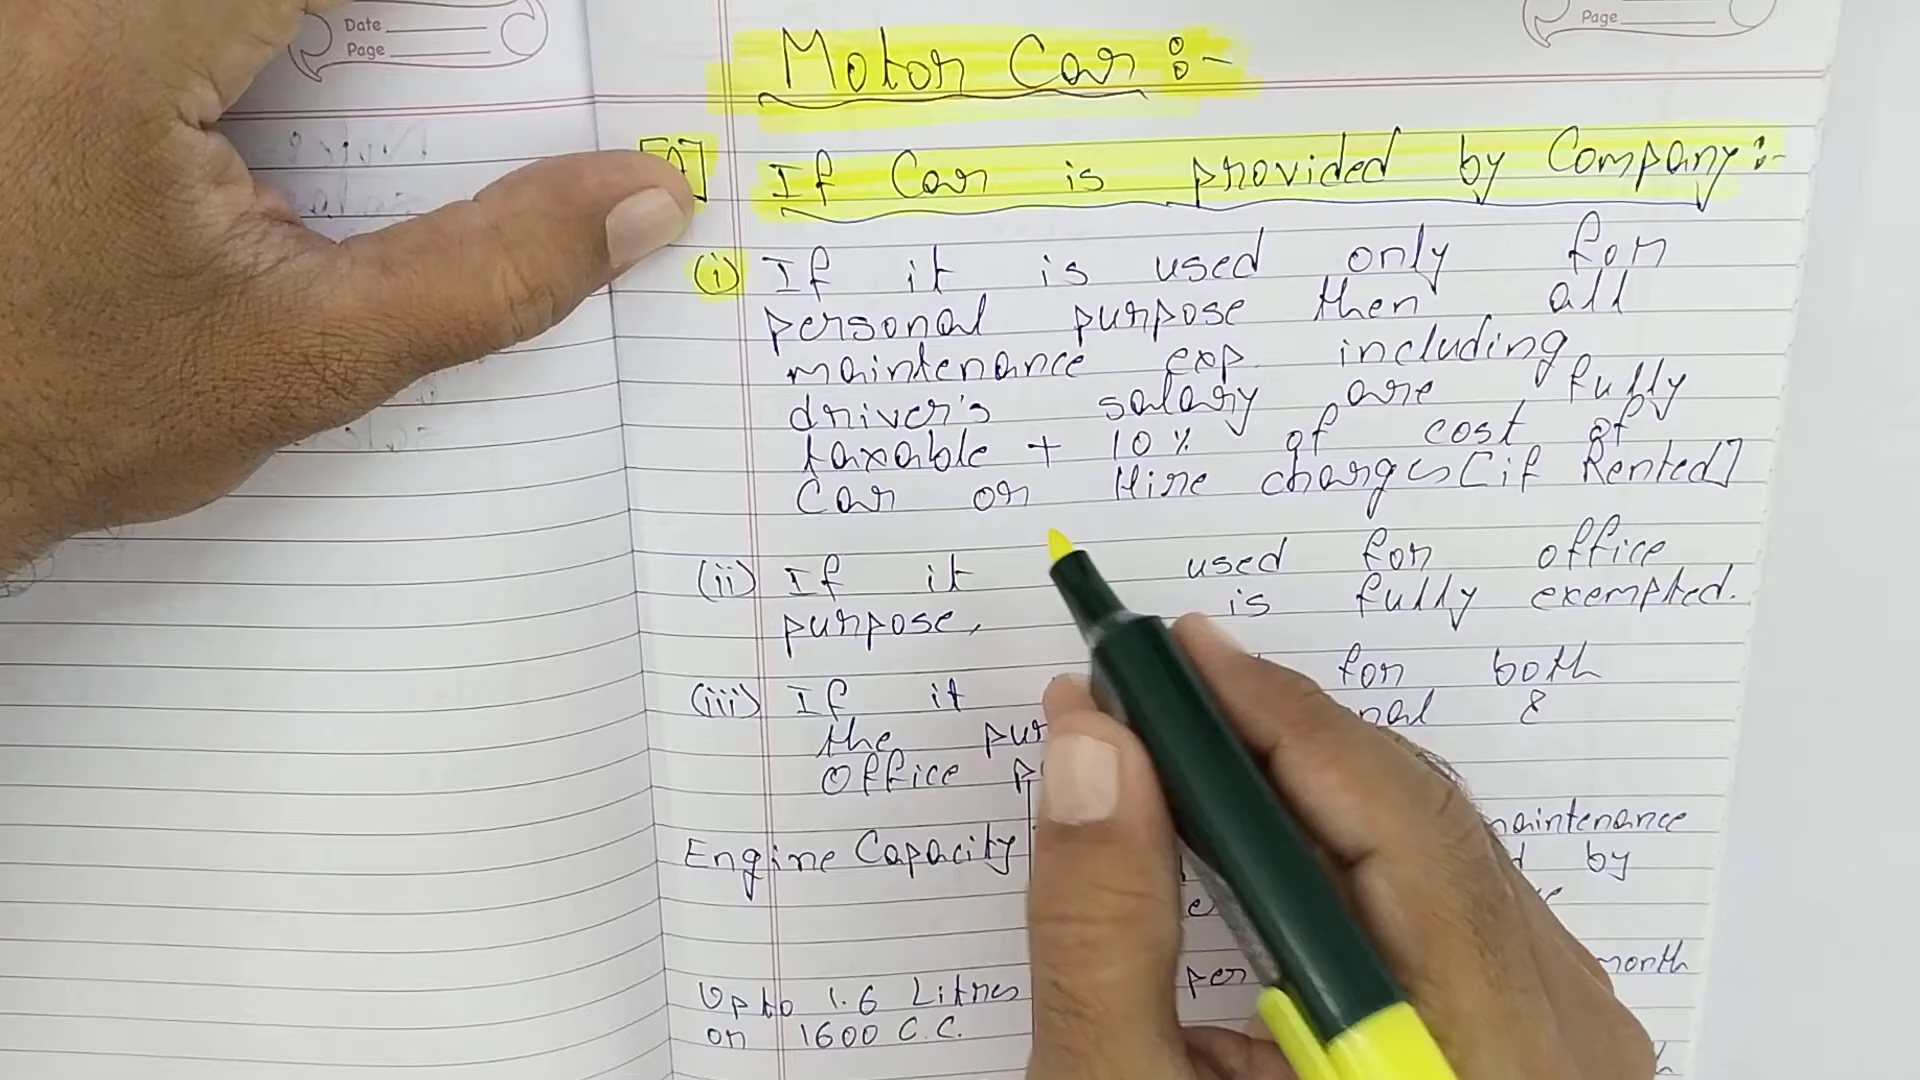 Date
Page
Page
Motor Car :-
If Car is provided by Company :-
(i) If it is used only for
personal purpose then all
maintenance exp. including
driver's salary are fully
taxable + 10% of cost of
Car or Hire charges [if Rented]
(ii) If it used for office
purpose, is fully exempted.
(iii) If it for both
the
&
Office
maintenance
Engine Capacity by
per month
Upto 1.6 Litres
or 1600 C.C.